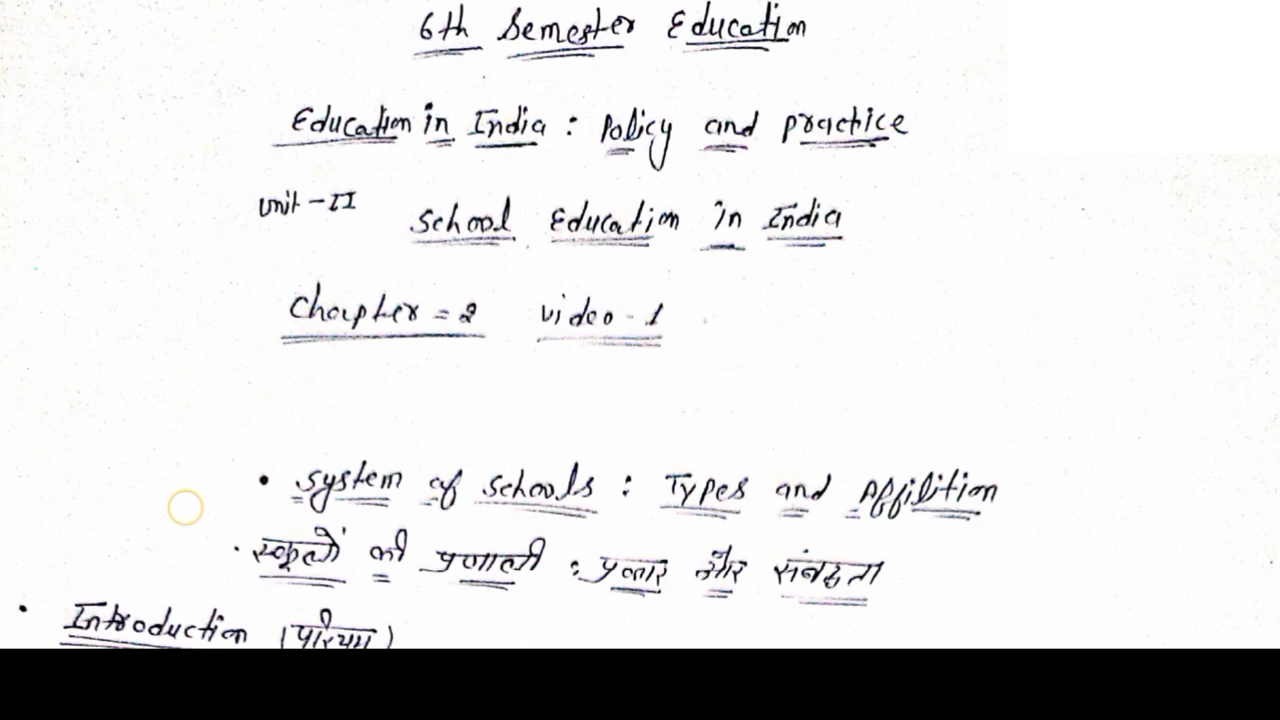 6th Semester Education
Education in India : Policy and practice
Unit - II School Education in India
Chapter = 2 video - 1
• System of Schools : Types and Affilition
• स्कूलों की प्रणाली : प्रकार और संबद्धता
• Introduction (परिचय)